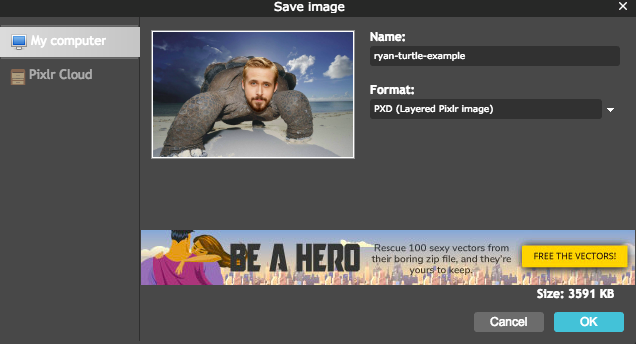 Save image
My computer
Pixlr Cloud
Name:
ryan-turtle-example
Format:
PXD (Layered Pixlr image)
BE A HERO
Rescue 100 sexy vectors from
their boring zip file, and they're
yours to keep.
FREE THE VECTORS!
Size: 3591 KB
Cancel
OK